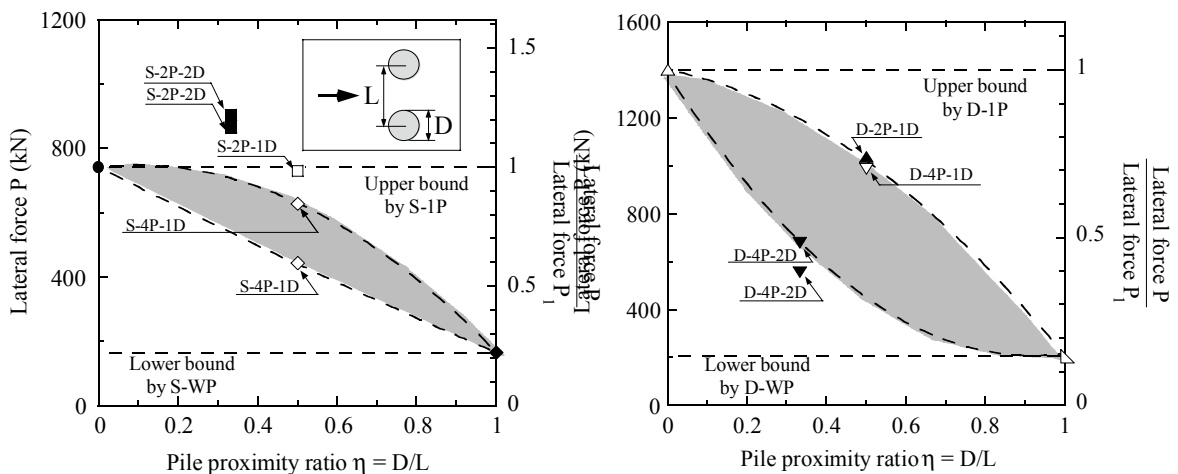 1200
800
400
0
Lateral force P (kN)
0
0.2
0.4
0.6
0.8
1
Pile proximity ratio η = D/L
1.5
1
0.5
0
Lateral force P
Lateral force P1
S-2P-2D
S-2P-2D
S-2P-1D
L
D
Upper bound
by S-1P
S-4P-1D
S-4P-1D
Lower bound
by S-WP
1600
1200
800
400
0
Lateral force P (kN)
0
0.2
0.4
0.6
0.8
1
Pile proximity ratio η = D/L
1
0.5
0
Lateral force P
Lateral force P1
Upper bound
by D-1P
D-2P-1D
D-4P-1D
D-4P-2D
D-4P-2D
Lower bound
by D-WP